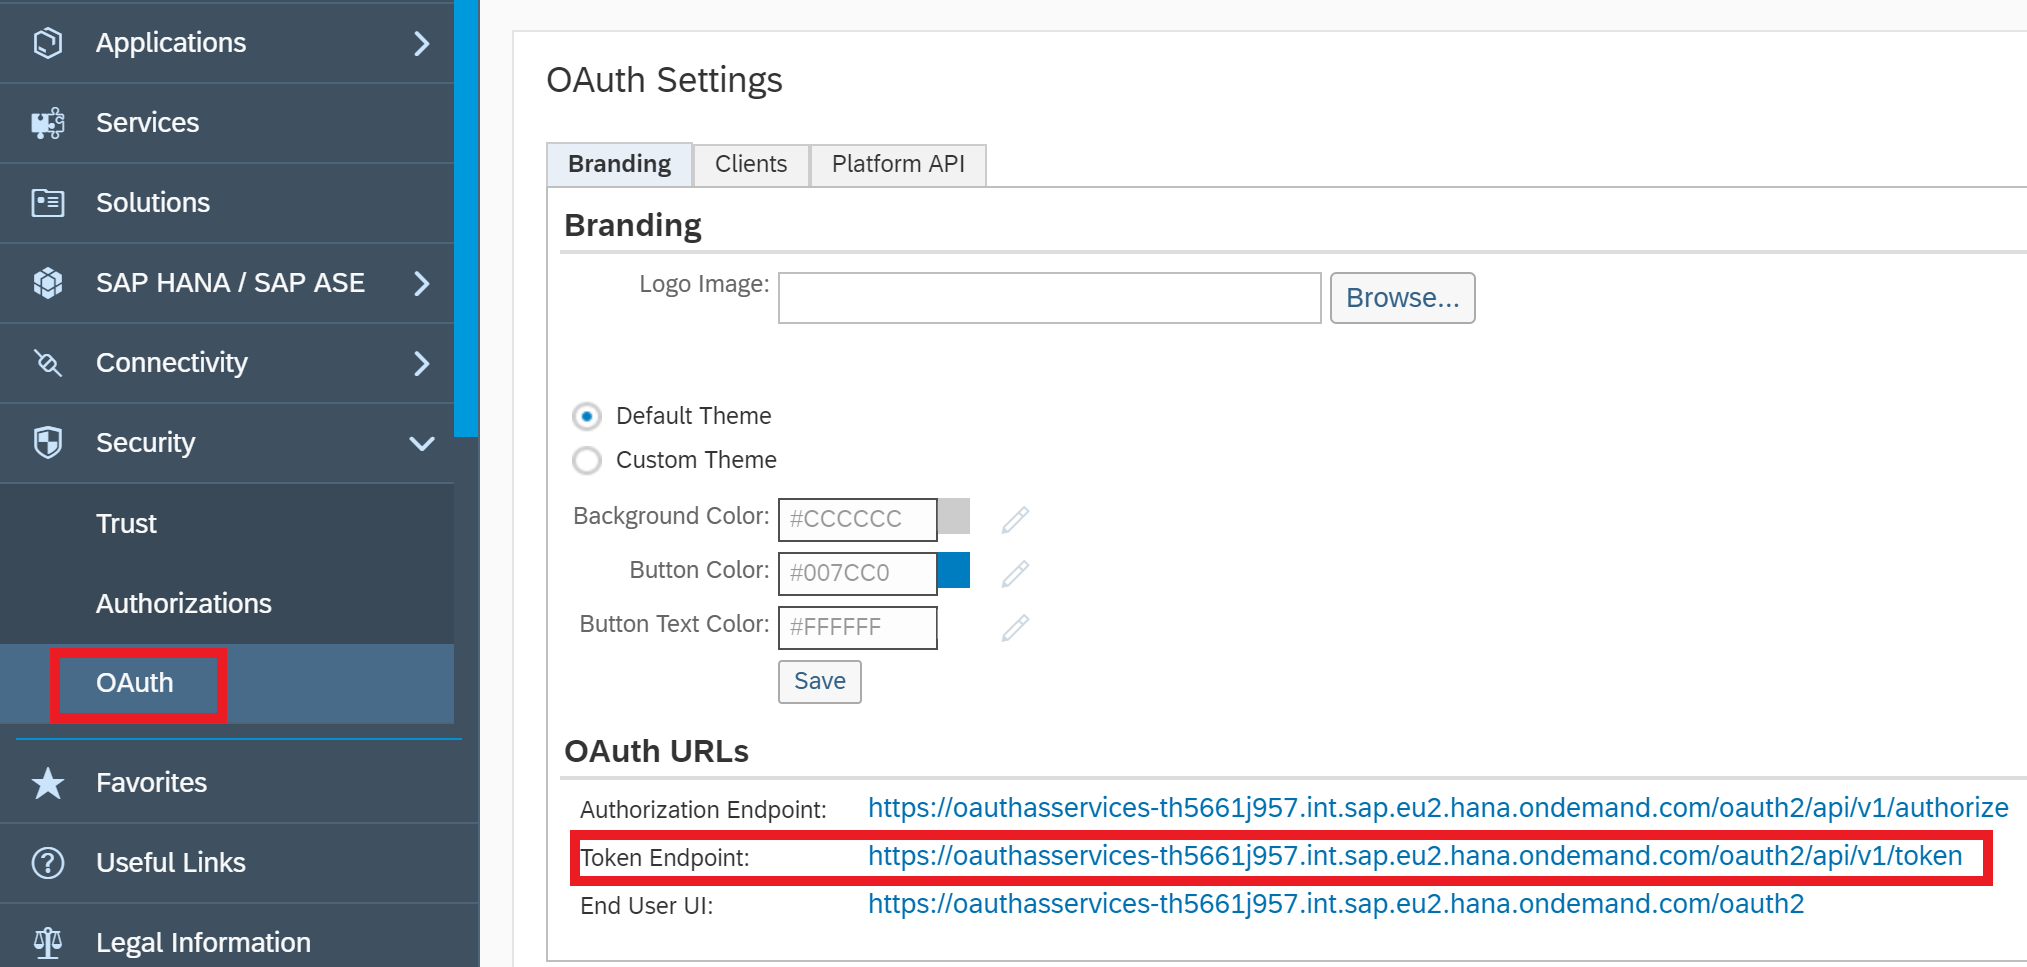 Applications
Services
Solutions
SAP HANA / SAP ASE
Connectivity
Security
Trust
Authorizations
OAuth
Favorites
Useful Links
Legal Information
OAuth Settings
Branding Clients Platform API
Branding
Logo Image: Browse...
Default Theme
Custom Theme
Background Color: #CCCCCC
Button Color: #007CC0
Button Text Color: #FFFFFF
Save
OAuth URLs
Authorization Endpoint: https://oauthasservices-th5661j957.int.sap.eu2.hana.ondemand.com/oauth2/api/v1/authorize
Token Endpoint: https://oauthasservices-th5661j957.int.sap.eu2.hana.ondemand.com/oauth2/api/v1/token
End User UI: https://oauthasservices-th5661j957.int.sap.eu2.hana.ondemand.com/oauth2